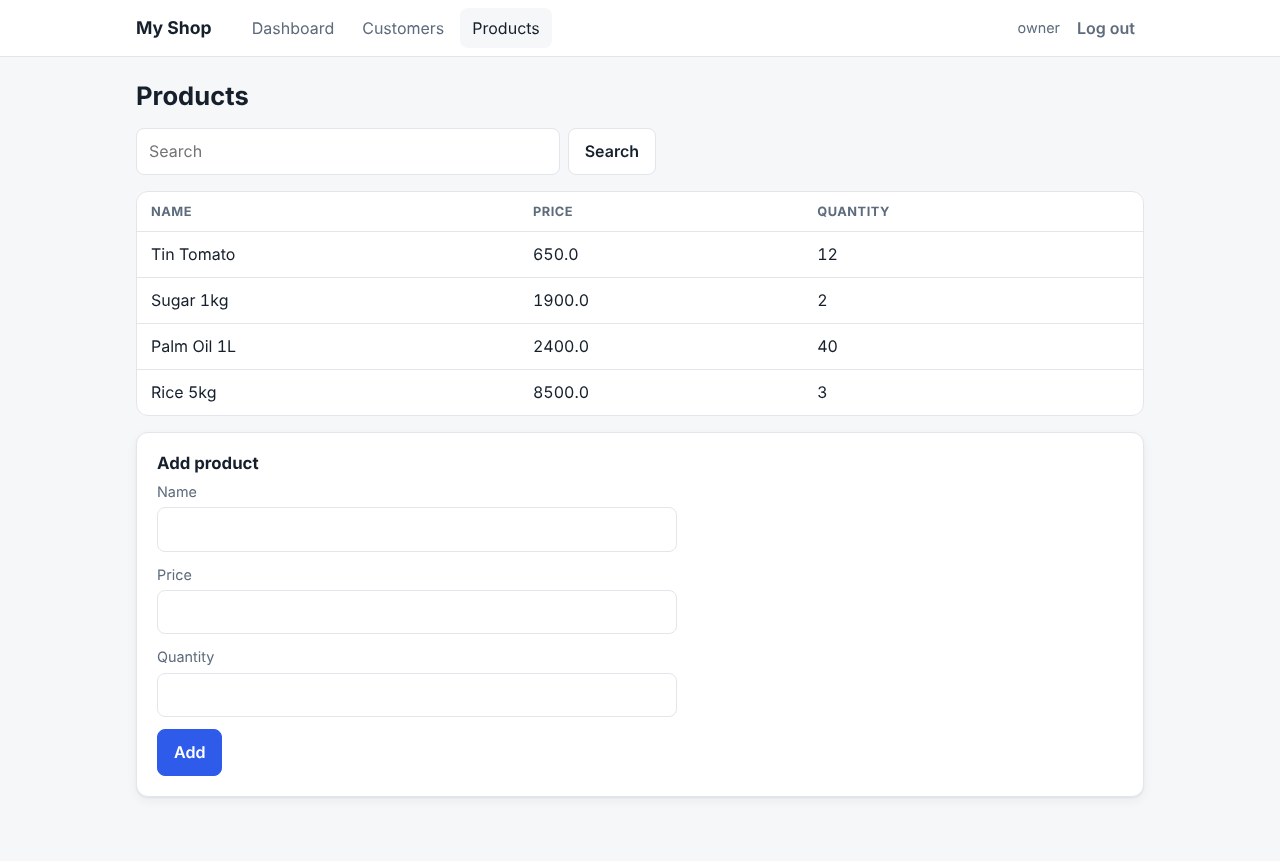 My Shop Dashboard Customers Products owner Log out
Products
Search Search
NAME PRICE QUANTITY
Tin Tomato 650.0 12
Sugar 1kg 1900.0 2
Palm Oil 1L 2400.0 40
Rice 5kg 8500.0 3
Add product
Name
Price
Quantity
Add